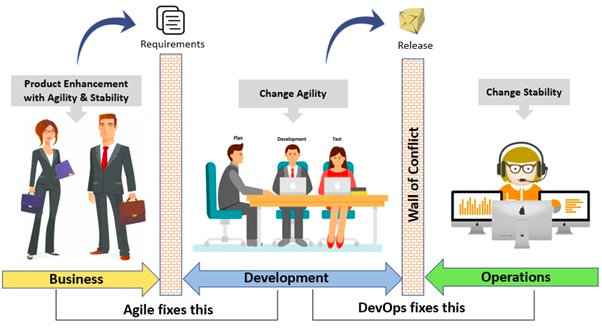 Requirements
Release
Product Enhancement
with Agility & Stability
Change Agility
Change Stability
Plan
Development
Test
Wall of Conflict
Business
Development
Operations
Agile fixes this
DevOps fixes this